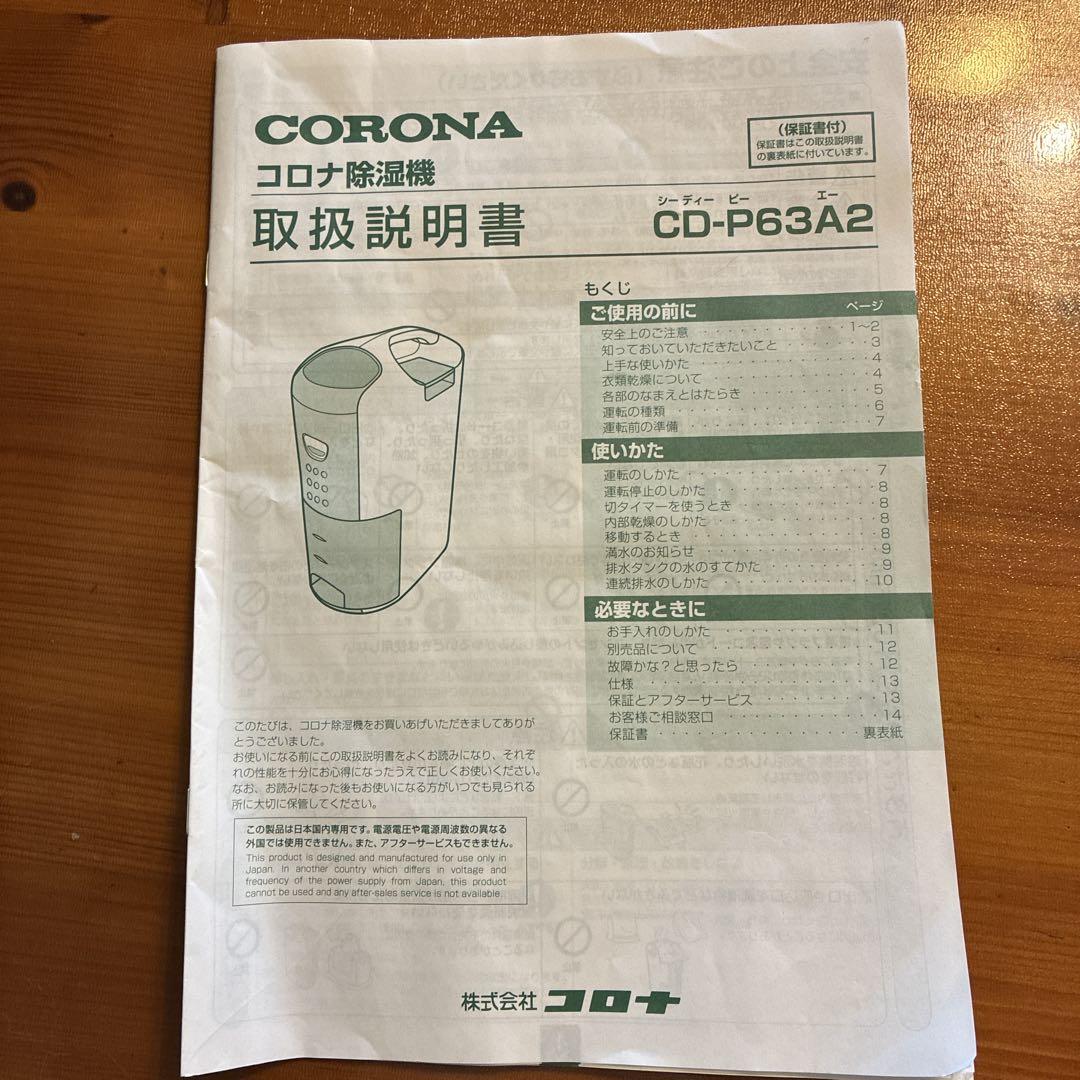 CORONA
コロナ除湿機
取扱説明書
(保証書付)
保証書はこの取扱説明書
の裏表紙に付いています。
シーディー ピー エー
CD-P63A2
もくじ
ご使用の前に ページ
安全上のご注意 ・・・・・・・・・・ 1〜2
知っておいていただきたいこと ・・・・・・・ 3
上手な使いかた ・・・・・・・・・・ 4
衣類乾燥について ・・・・・・・・・・ 4
各部のなまえとはたらき ・・・・・・・・ 5
運転の種類 ・・・・・・・・・・ 6
運転前の準備 ・・・・・・・・・・ 7
使いかた
運転のしかた ・・・・・・・・・・ 7
運転停止のしかた ・・・・・・・・・・ 8
切タイマーを使うとき ・・・・・・・・・ 8
内部乾燥のしかた ・・・・・・・・・・ 8
移動するとき ・・・・・・・・・・ 8
満水のお知らせ ・・・・・・・・・・ 9
排水タンクの水のすてかた ・・・・・・・・ 9
連続排水のしかた ・・・・・・・・・・ 10
必要なときに
お手入れのしかた ・・・・・・・・・・ 11
別売品について ・・・・・・・・・・ 12
故障かな?と思ったら ・・・・・・・・・ 12
仕様 ・・・・・・・・・・ 13
保証とアフターサービス ・・・・・・・・ 13
お客様ご相談窓口 ・・・・・・・・・・ 14
保証書 ・・・・・・・・・・ 裏表紙
このたびは、コロナ除湿機をお買いあげいただきましてありが
とうございました。
お使いになる前にこの取扱説明書をよくお読みになり、それぞ
れの性能を十分にお心得になったうえで正しくお使いください。
なお、お読みになった後もお使いになる方がいつでも見られる
所に大切に保管してください。
この製品は日本国内専用です。電源電圧や電源周波数の異なる
外国では使用できません。また、アフターサービスもできません。
This product is designed and manufactured for use only in
Japan. In another country which differs in voltage and
frequency of the power supply from Japan, this product
cannot be used and any after-sales service is not available.
株式会社 コロナ